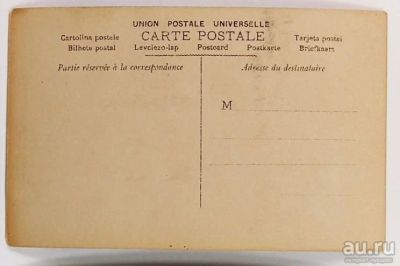 UNION POSTALE UNIVERSELLE
CARTE POSTALE
Cartolina postale Tarjeta postal
Bilhete postal Levelezo-lap Postcard Postkarte Briefkaart
Partie réservée à la correspondance Adresse du destinataire
M
au.ru